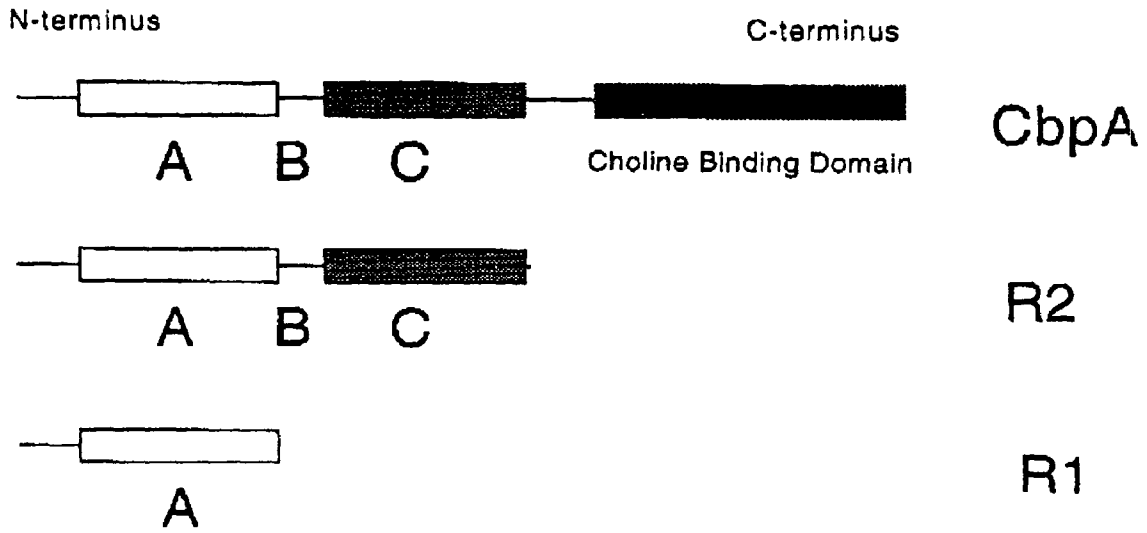 N-terminus
C-terminus
CbpA
A B C
Choline Binding Domain
A B C
R2
A
R1